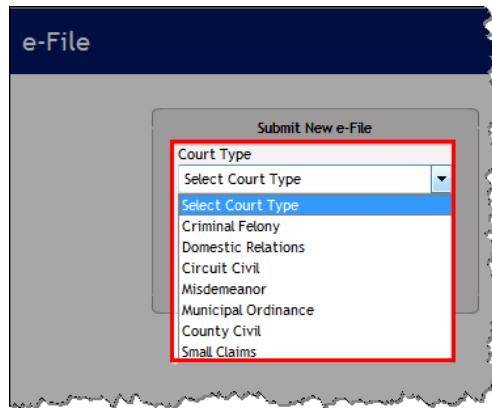 e-File
Submit New e-File
Court Type
Select Court Type
Select Court Type
Criminal Felony
Domestic Relations
Circuit Civil
Misdemeanor
Municipal Ordinance
County Civil
Small Claims